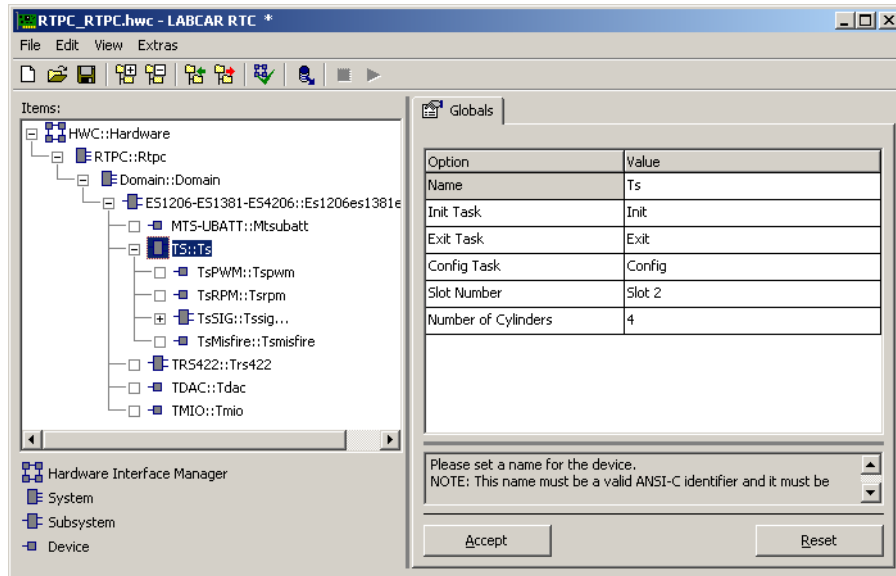 RTPC_RTPC.hwc - LABCAR RTC *
File Edit View Extras
Items:
HWC::Hardware
RTPC::Rtpc
Domain::Domain
ES1206-ES1381-ES4206::Es1206es1381e
MTS-UBATT::Mtsubatt
TS::Ts
TsPWM::Tspwm
TsRPM::Tsrpm
TsSIG::Tssig...
TsMisfire::Tsmisfire
TRS422::Trs422
TDAC::Tdac
TMIO::Tmio
Hardware Interface Manager
System
Subsystem
Device
Globals
Option Value
Name Ts
Init Task Init
Exit Task Exit
Config Task Config
Slot Number Slot 2
Number of Cylinders 4
Please set a name for the device.
NOTE: This name must be a valid ANSI-C identifier and it must be
Accept Reset